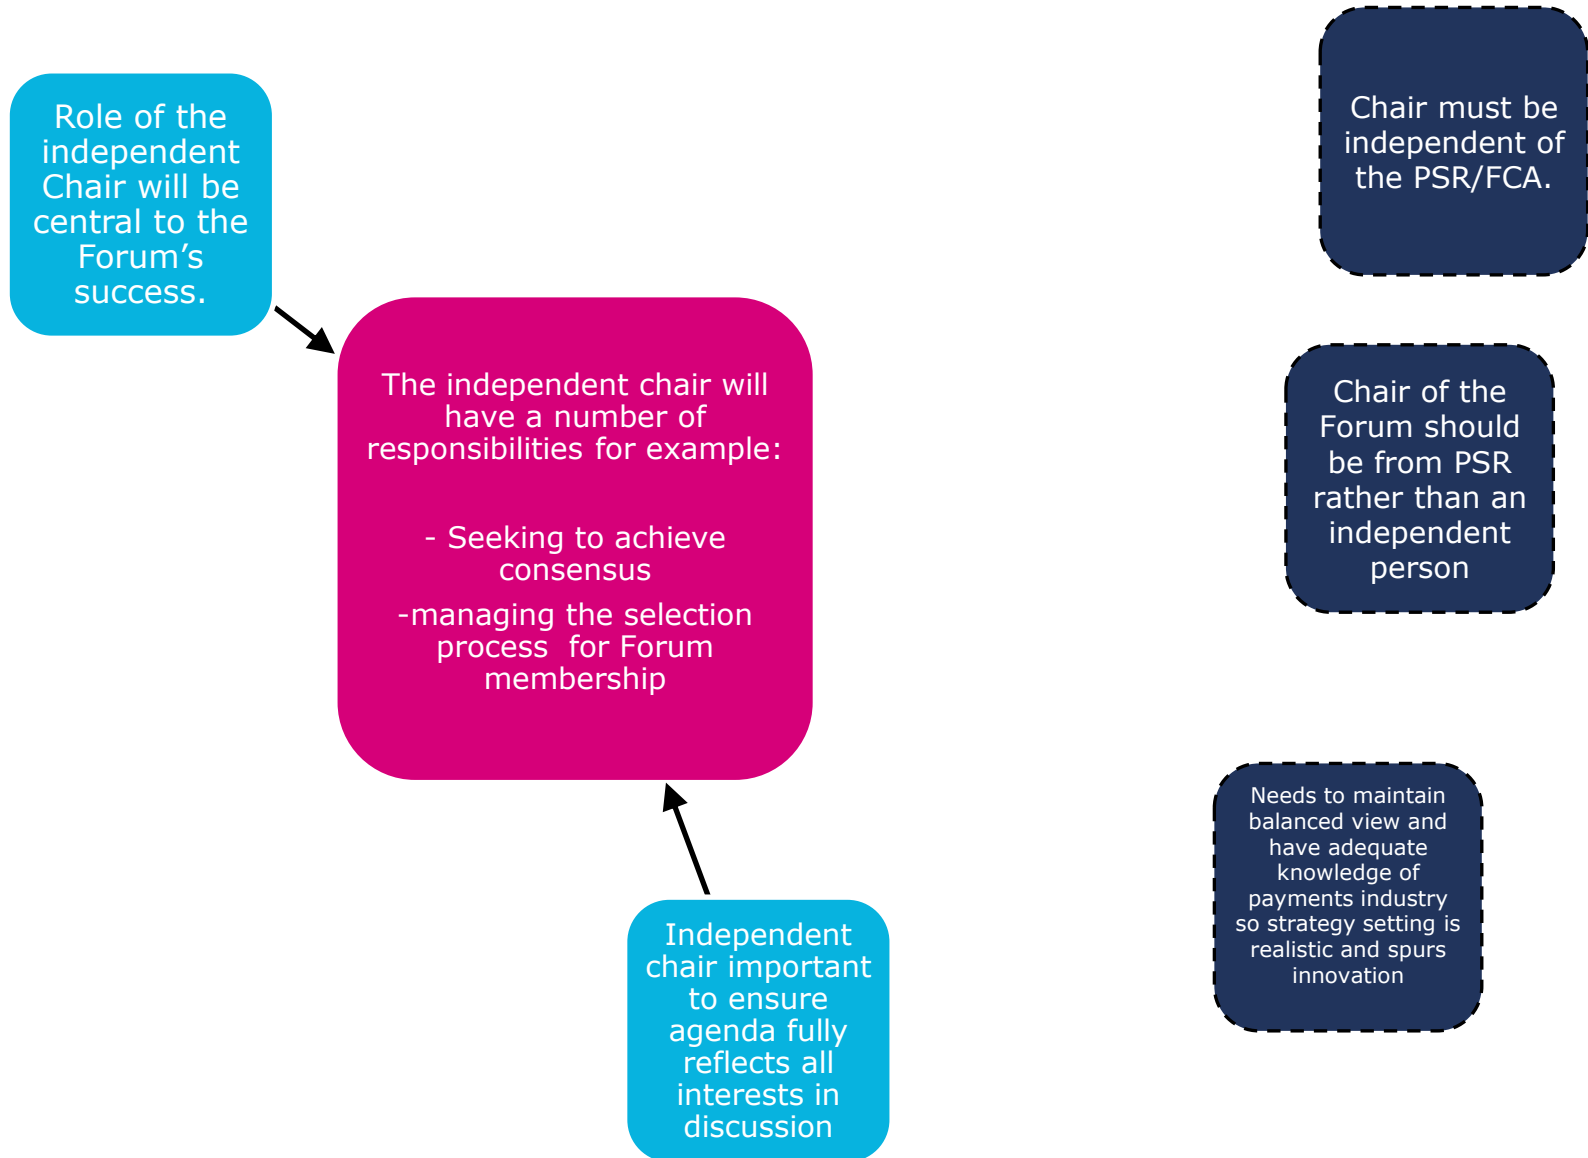 Role of the
independent
Chair will be
central to the
Forum’s
success.
The independent chair will
have a number of
responsibilities for example:
- Seeking to achieve
consensus
-managing the selection
process for Forum
membership
Independent
chair important
to ensure
agenda fully
reflects all
interests in
discussion
Chair must be
independent of
the PSR/FCA.
Chair of the
Forum should
be from PSR
rather than an
independent
person
Needs to maintain
balanced view and
have adequate
knowledge of
payments industry
so strategy setting is
realistic and spurs
innovation